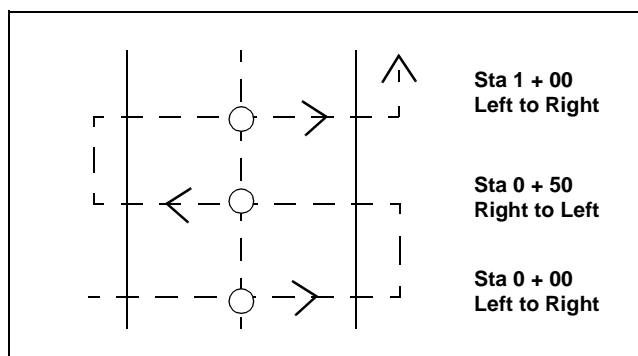 Sta 1 + 00
Left to Right
Sta 0 + 50
Right to Left
Sta 0 + 00
Left to Right